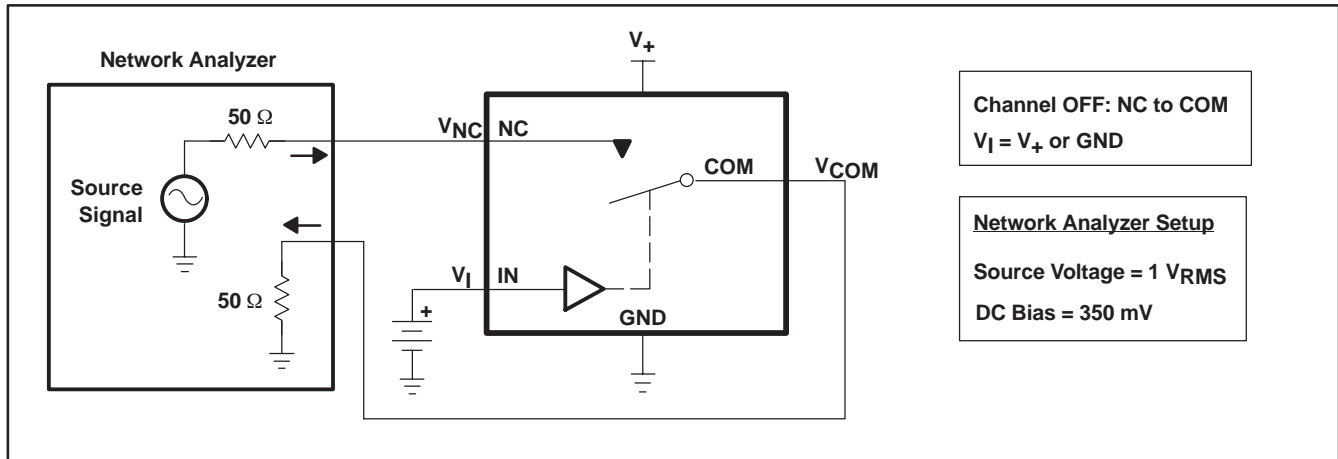 Network Analyzer
50 Ω
Source
Signal
50 Ω
V+
VNC NC
COM
VCOM
VI IN
+
GND
Channel OFF: NC to COM
VI = V+ or GND
Network Analyzer Setup
Source Voltage = 1 VRMS
DC Bias = 350 mV